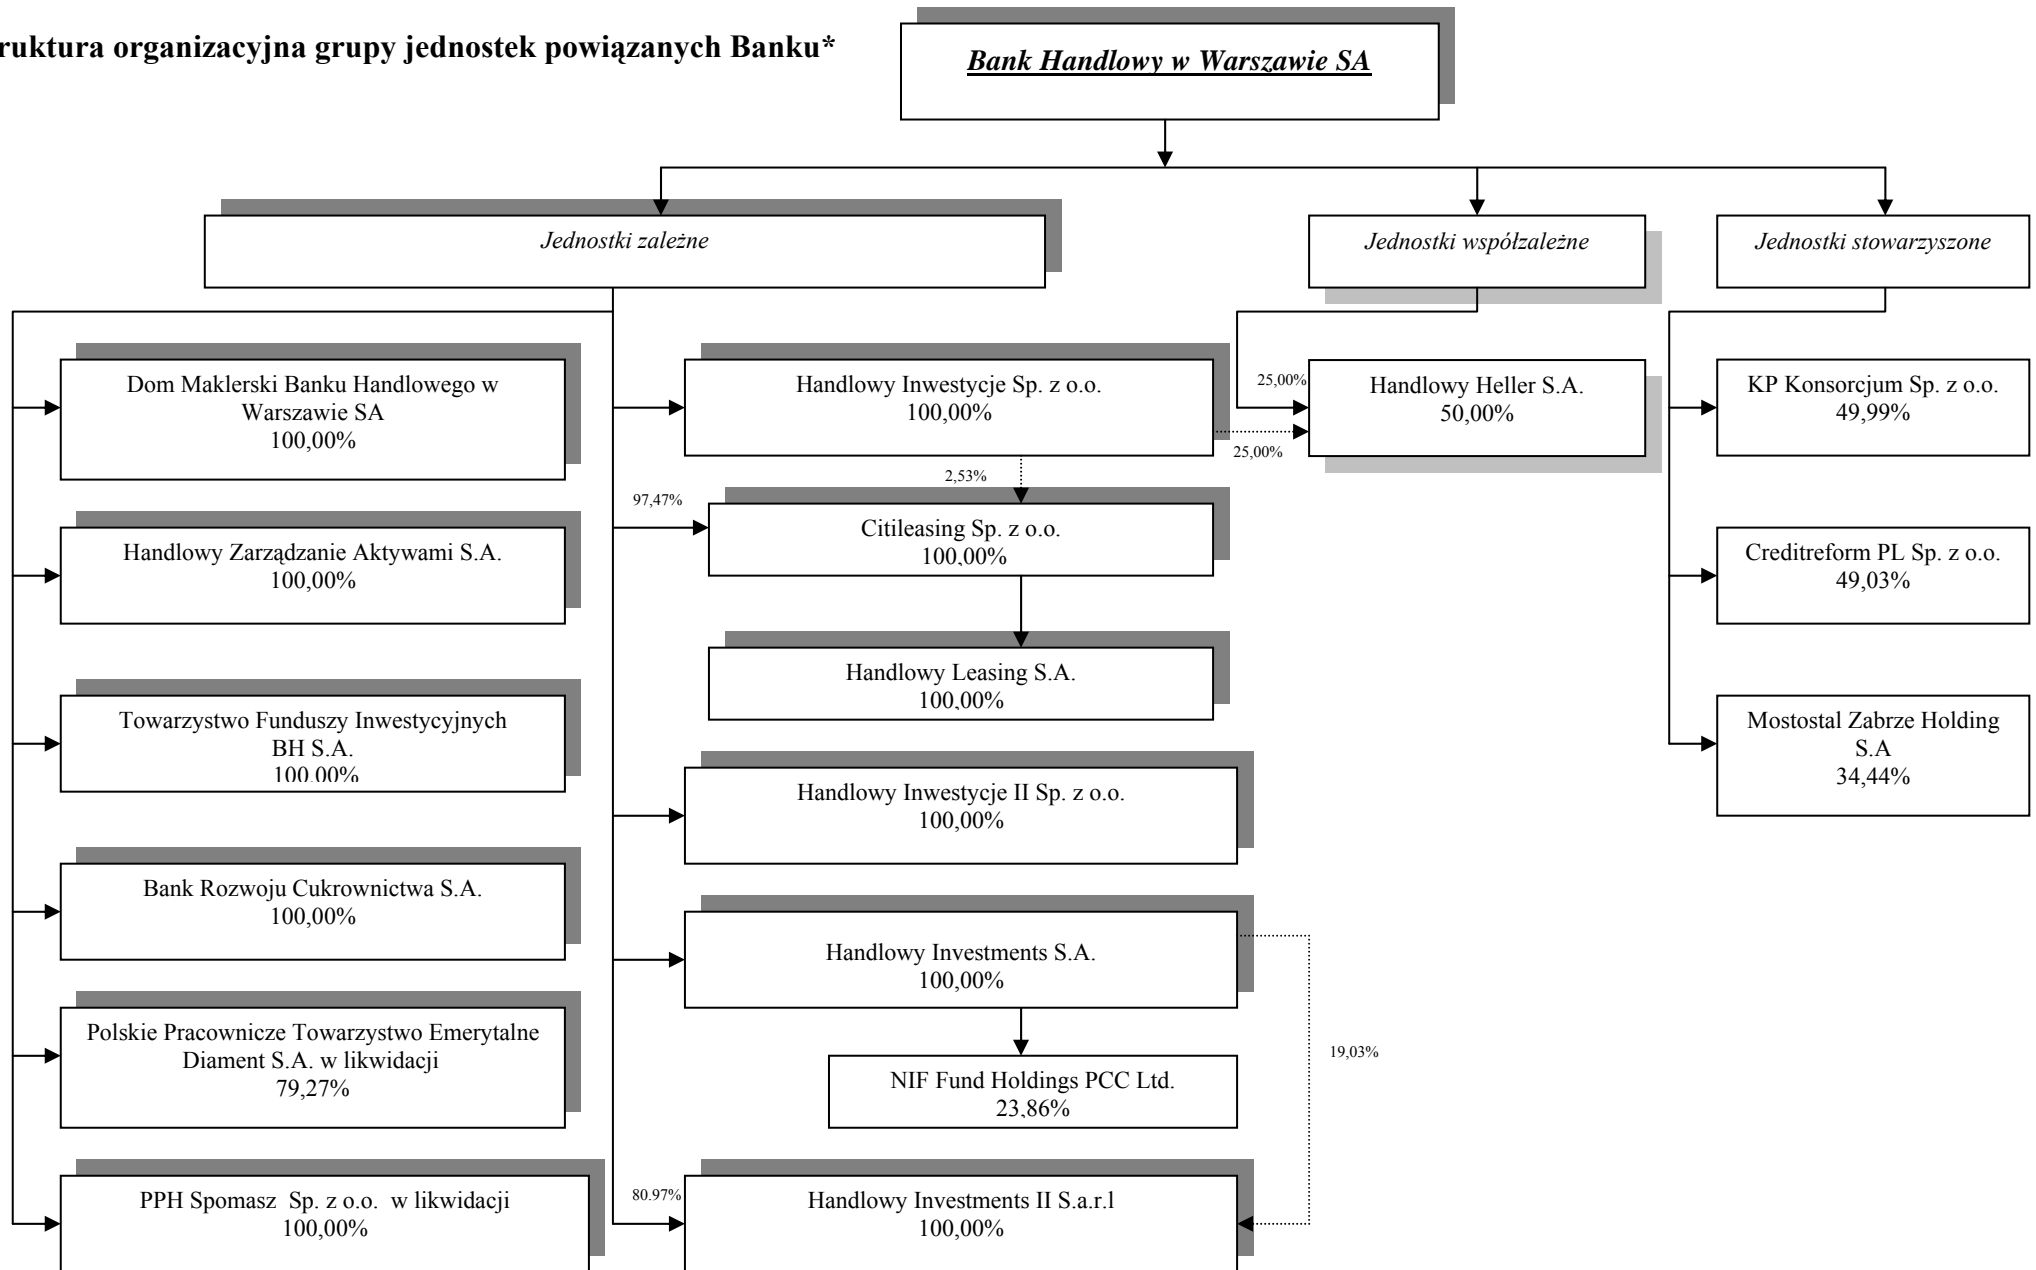 ruktura organizacyjna grupy jednostek powiązanych Banku*
Bank Handlowy w Warszawie SA
Jednostki zależne
Jednostki współzależne
Jednostki stowarzyszone
Dom Maklerski Banku Handlowego w
Warszawie SA
100,00%
Handlowy Zarządzanie Aktywami S.A.
100,00%
Towarzystwo Funduszy Inwestycyjnych
BH S.A.
100,00%
Bank Rozwoju Cukrownictwa S.A.
100,00%
Polskie Pracownicze Towarzystwo Emerytalne
Diament S.A. w likwidacji
79,27%
PPH Spomasz Sp. z o.o. w likwidacji
100,00%
Handlowy Inwestycje Sp. z o.o.
100,00%
2,53%
97,47%
Citileasing Sp. z o.o.
100,00%
Handlowy Leasing S.A.
100,00%
Handlowy Inwestycje II Sp. z o.o.
100,00%
Handlowy Investments S.A.
100,00%
NIF Fund Holdings PCC Ltd.
23,86%
19,03%
80.97%
Handlowy Investments II S.a.r.l
100,00%
25,00%
25,00%
Handlowy Heller S.A.
50,00%
KP Konsorcjum Sp. z o.o.
49,99%
Creditreform PL Sp. z o.o.
49,03%
Mostostal Zabrze Holding
S.A
34,44%